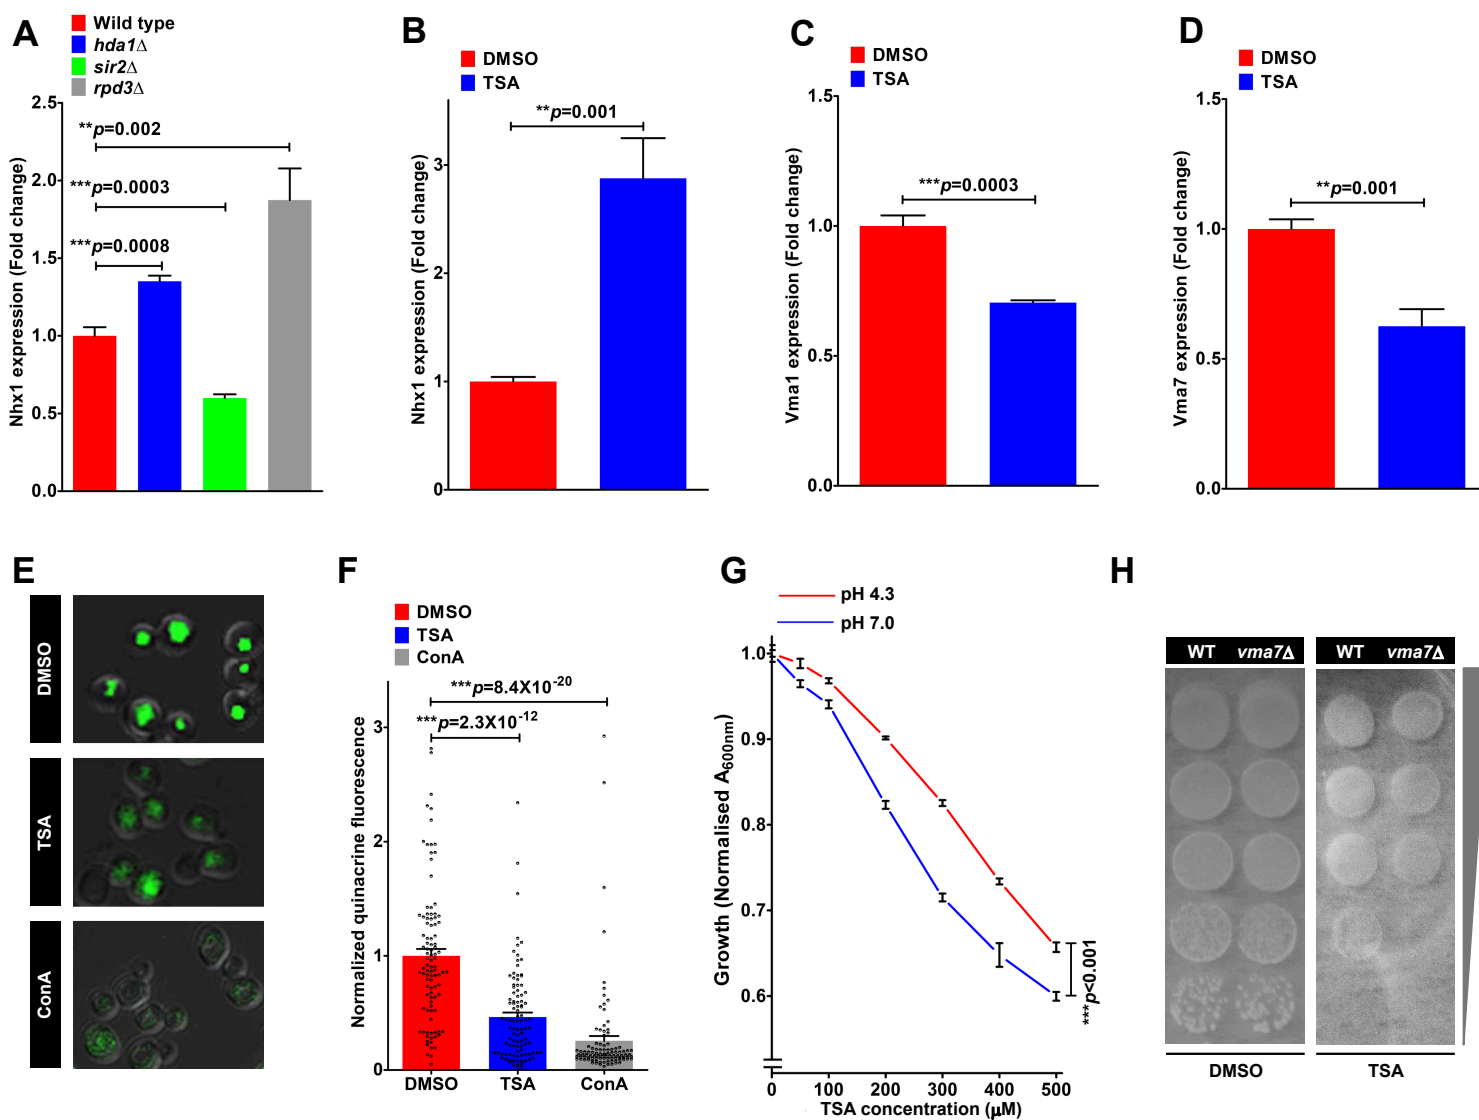 A
Wild type
hda1Δ
sir2Δ
rpd3Δ
Nhx1 expression (Fold change)
2.5
2.0
1.5
1.0
0.5
0.0
**p=0.002
***p=0.0003
***p=0.0008
B
DMSO
TSA
Nhx1 expression (Fold change)
3
2
1
0
**p=0.001
C
DMSO
TSA
Vma1 expression (Fold change)
1.5
1.0
0.5
0.0
***p=0.0003
D
DMSO
TSA
Vma7 expression (Fold change)
1.5
1.0
0.5
0.0
**p=0.001
E
DMSO
TSA
ConA
F
DMSO
TSA
ConA
Normalized quinacrine fluorescence
3
2
1
0
***p=8.4X10-20
***p=2.3X10-12
DMSO TSA ConA
G
pH 4.3
pH 7.0
Growth (Normalised A600nm)
1.0
0.9
0.8
0.7
0.6
***p<0.001
0 100 200 300 400 500
TSA concentration (µM)
H
WT vma7Δ WT vma7Δ
DMSO TSA